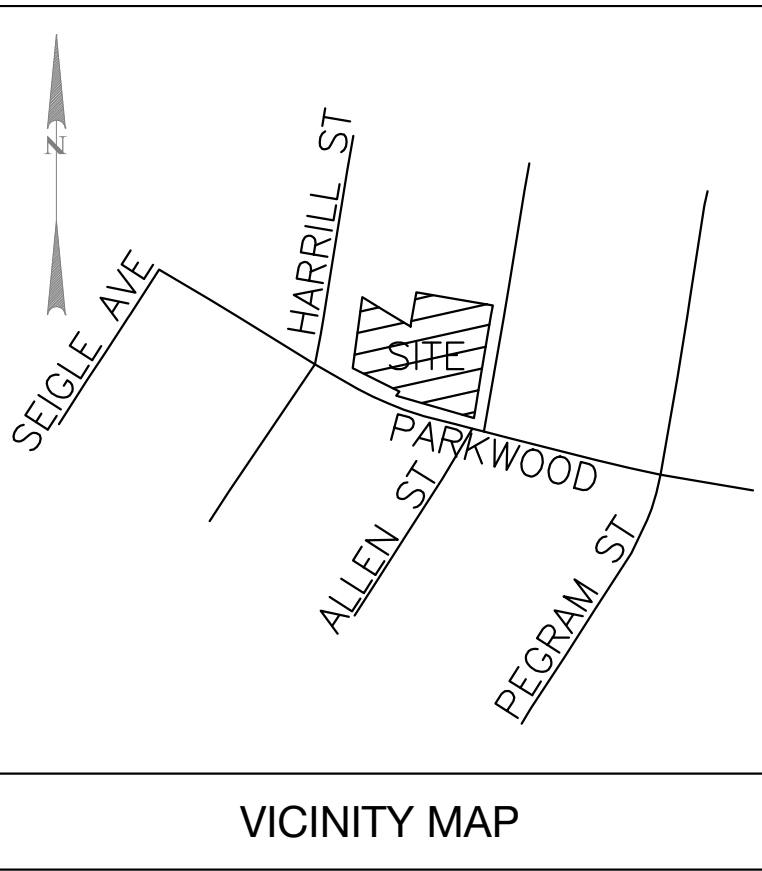 N
HARRILL ST
SEIGLE AVE
SITE
PARKWOOD
ALLEN ST
PEGRAM ST
VICINITY MAP